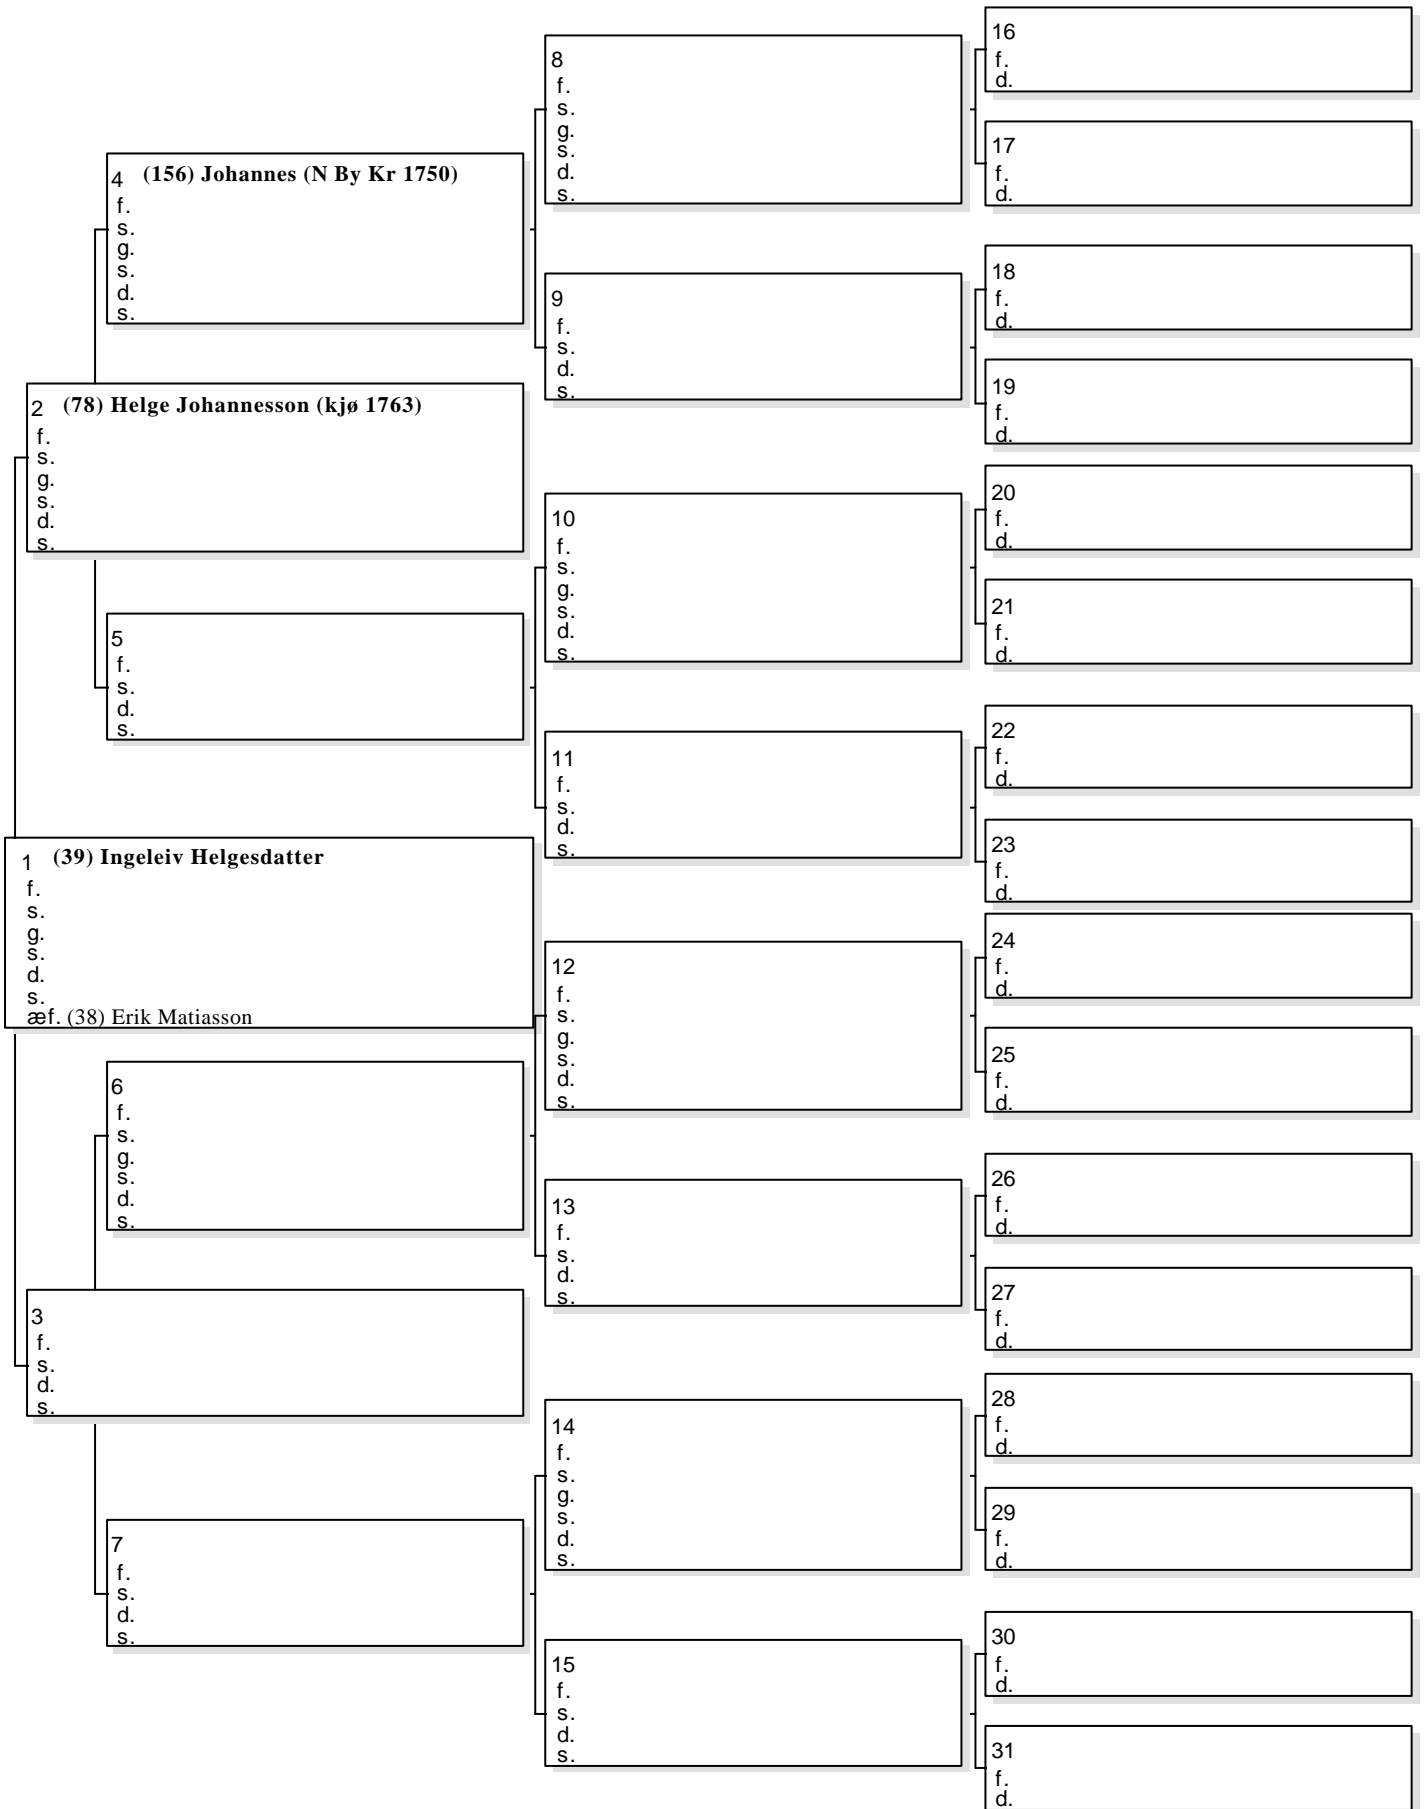 4 (156) Johannes (N By Kr 1750)
f.
s.
g.
s.
d.
s.
2 (78) Helge Johannesson (kjø 1763)
f.
s.
g.
s.
d.
s.
5
f.
s.
d.
s.
1 (39) Ingeleiv Helgesdatter
f.
s.
g.
s.
d.
s.
æf. (38) Erik Matiasson
6
f.
s.
g.
s.
d.
s.
3
f.
s.
d.
s.
7
f.
s.
d.
s.
8
f.
s.
g.
s.
d.
s.
9
f.
s.
d.
s.
10
f.
s.
g.
s.
d.
s.
11
f.
s.
d.
s.
12
f.
s.
g.
s.
d.
s.
13
f.
s.
d.
s.
14
f.
s.
g.
s.
d.
s.
15
f.
s.
d.
s.
16
f.
d.
17
f.
d.
18
f.
d.
19
f.
d.
20
f.
d.
21
f.
d.
22
f.
d.
23
f.
d.
24
f.
d.
25
f.
d.
26
f.
d.
27
f.
d.
28
f.
d.
29
f.
d.
30
f.
d.
31
f.
d.